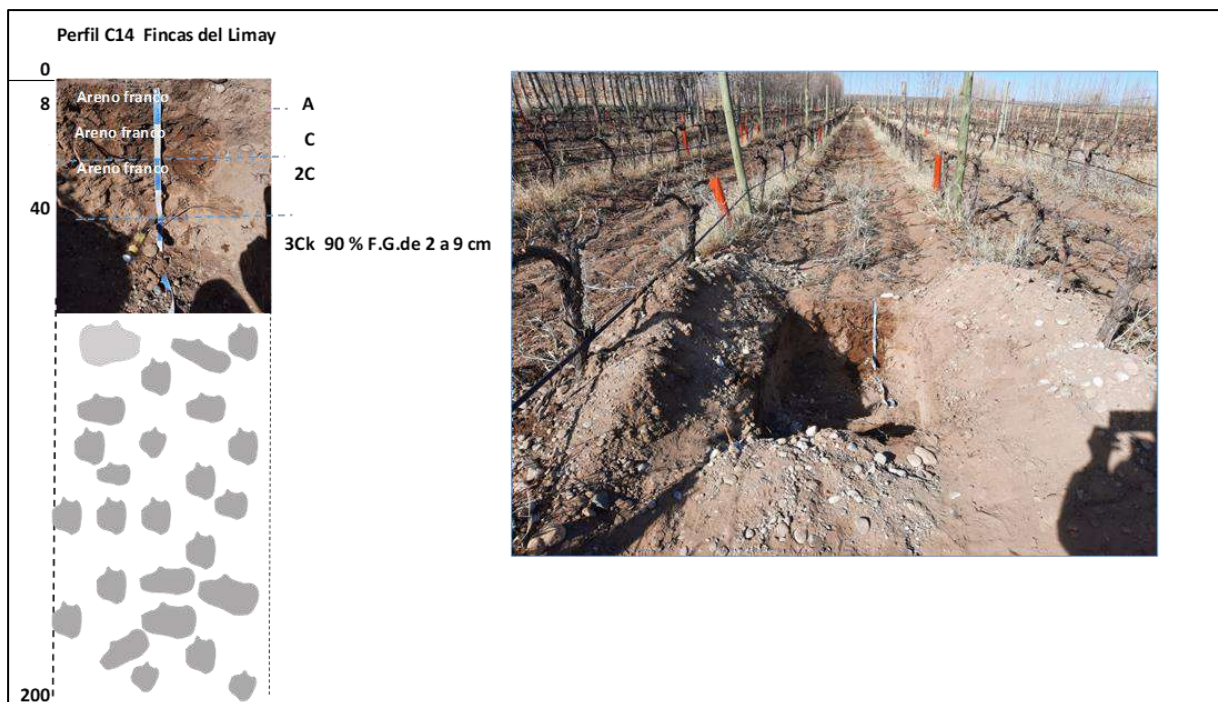 Perfil C14  Fincas del Limay
0
8
Areno franco
A
Areno franco
C
Areno franco
2C
40
3Ck  90 % F.G.de 2 a 9 cm
200